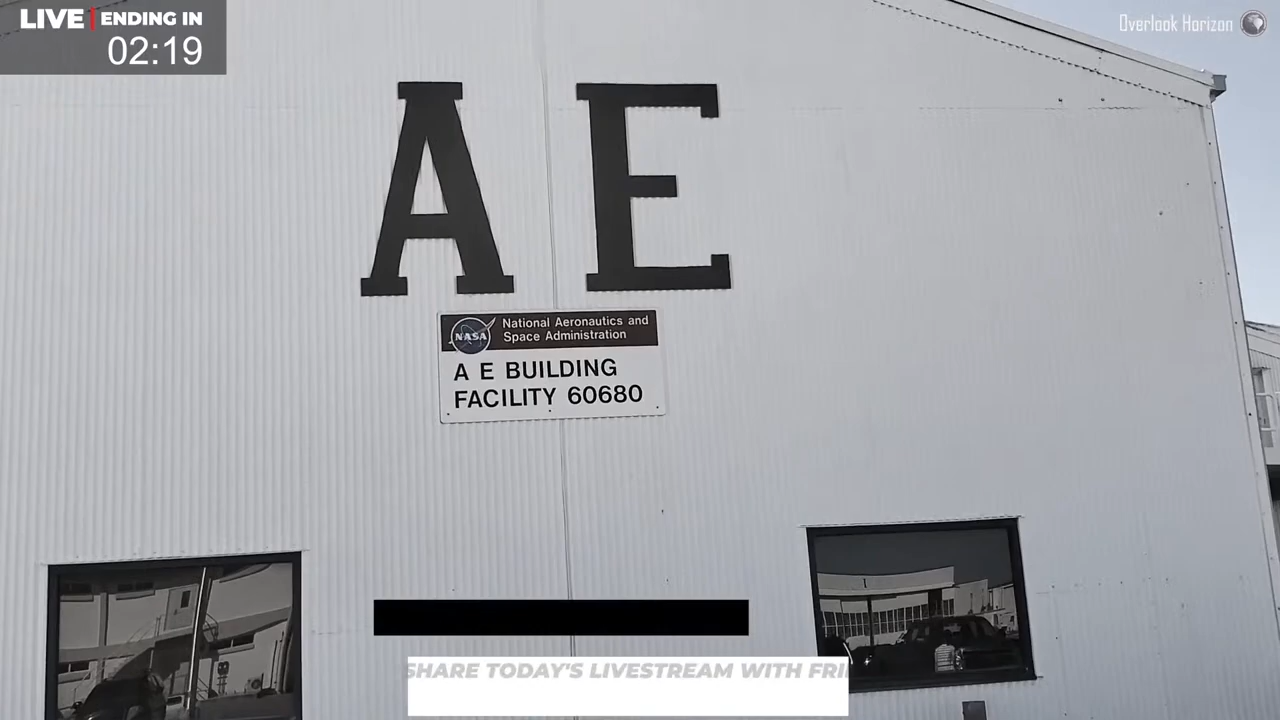 LIVE | ENDING IN
02:19
Overlook Horizon
A E
NASA
National Aeronautics and
Space Administration
A E BUILDING
FACILITY 60680
SHARE TODAY'S LIVESTREAM WITH